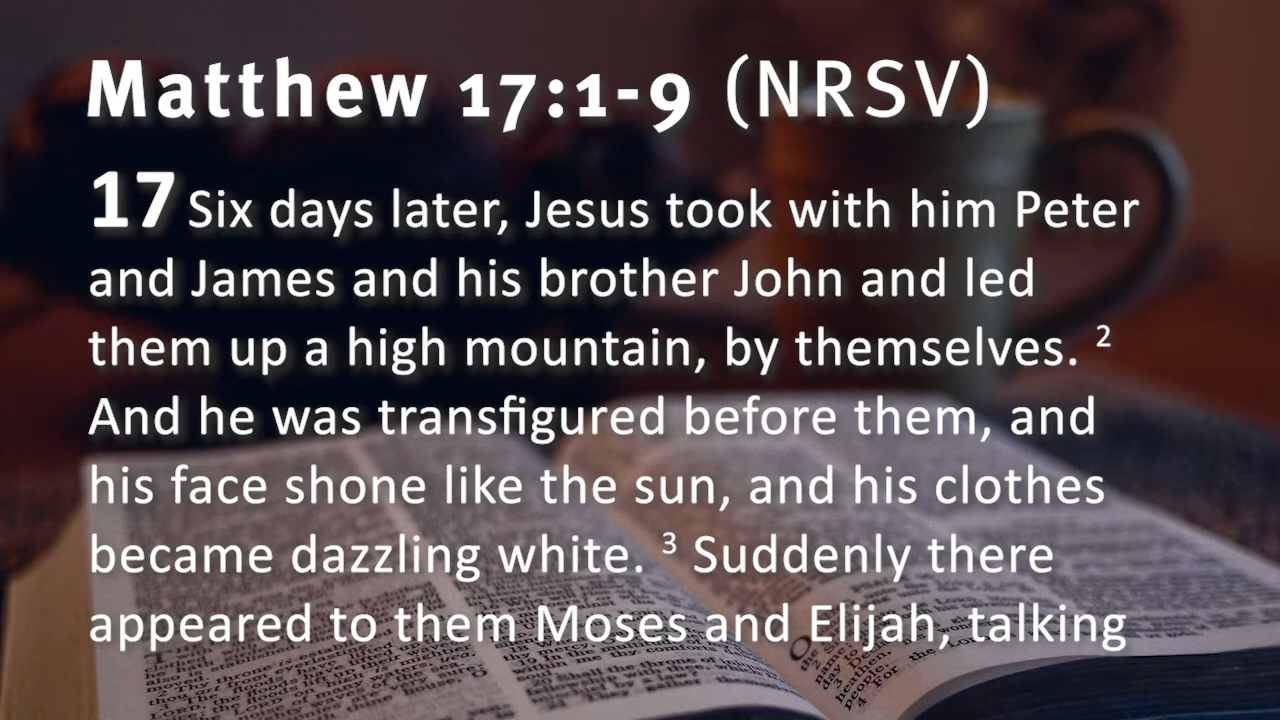 Matthew 17:1-9 (NRSV)
17 Six days later, Jesus took with him Peter
and James and his brother John and led
them up a high mountain, by themselves. 2
And he was transfigured before them, and
his face shone like the sun, and his clothes
became dazzling white. 3 Suddenly there
appeared to them Moses and Elijah, talking